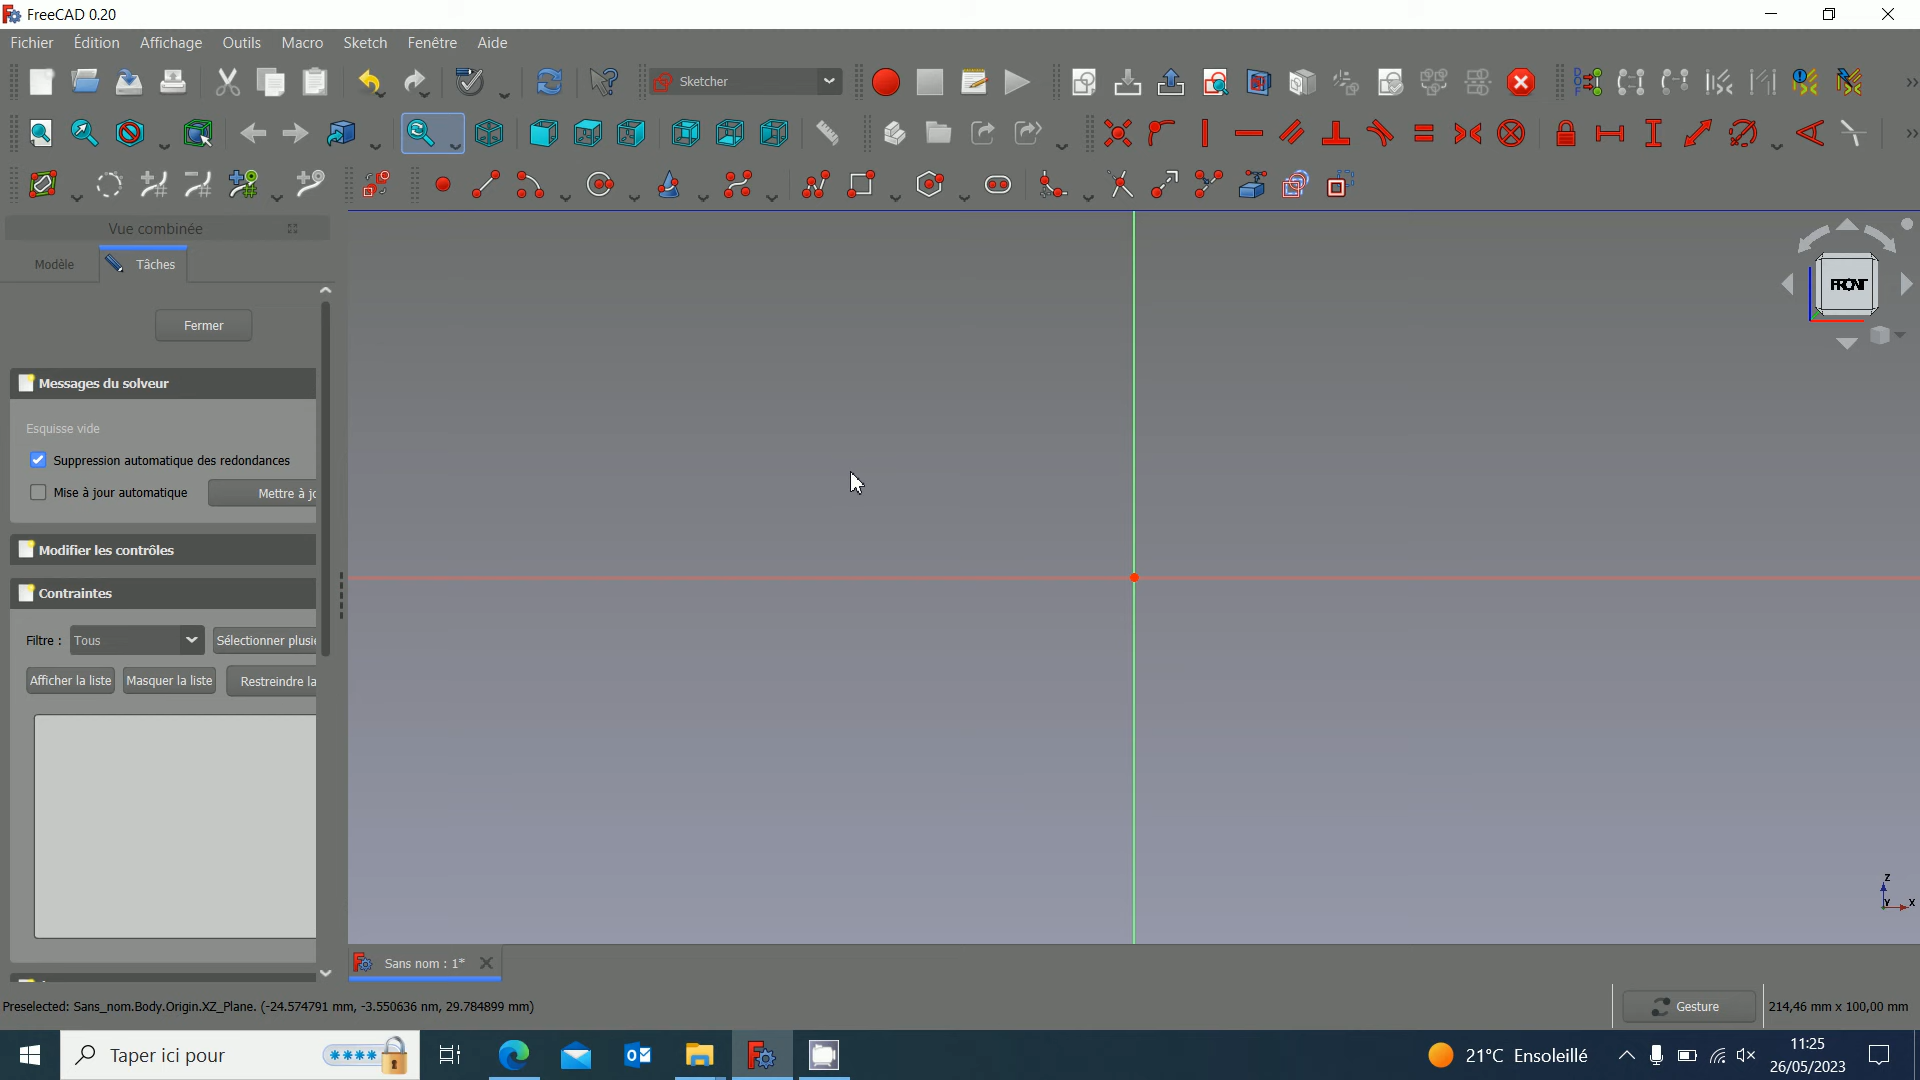 FreeCAD 0.20
Fichier Édition Affichage Outils Macro Sketch Fenêtre Aide
Sketcher
Vue combinée
Modèle Tâches
FRONT
Fermer
Messages du solveur
Esquisse vide
Suppression automatique des redondances
Mise à jour automatique Mettre à jo
Modifier les contrôles
Contraintes
Filtre : Tous Sélectionner plusie
Afficher la liste Masquer la liste Restreindre la
Z
Y X
Sans nom : 1*
Preselected: Sans_nom.Body.Origin.XZ_Plane. (-24.574791 mm, -3.550636 nm, 29.784899 mm) Gesture 214,46 mm x 100,00 mm
Taper ici pour 21°C Ensoleillé 11:25
26/05/2023